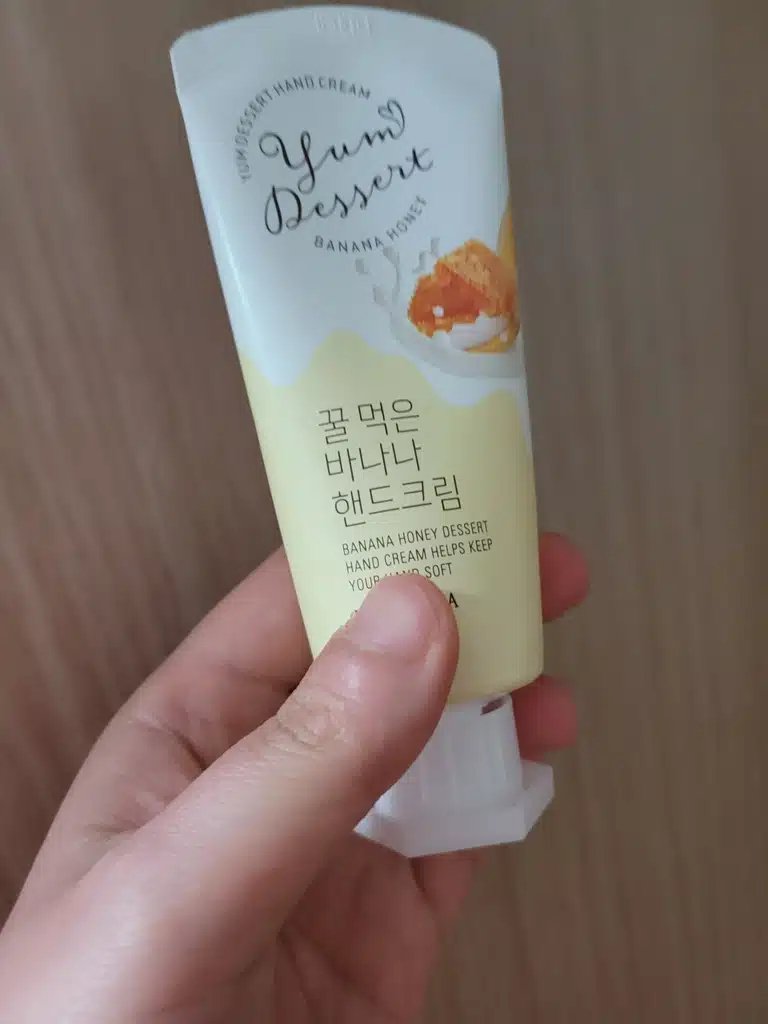 YUM DESSERT HAND CREAM
Yum
Dessert
BANANA HONEY
꿀 먹은
바나나
핸드크림
BANANA HONEY DESSERT
HAND CREAM HELPS KEEP
YOUR HAND SOFT